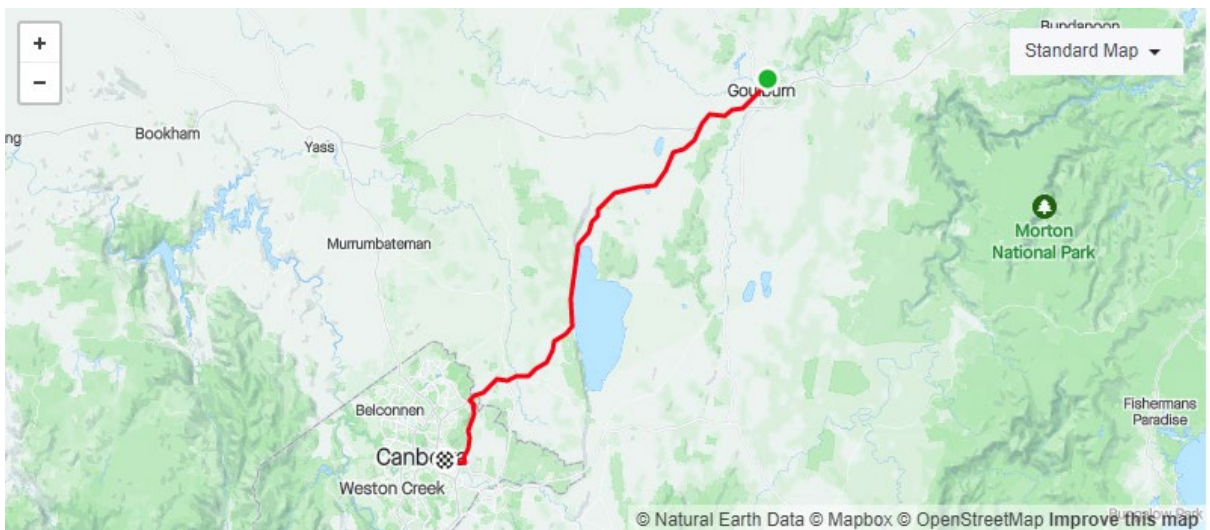 +
Bundanoon
Standard Map
−
Goulburn
ng
Bookham
Yass
Murrumbateman
Morton
National Park
Belconnen
Fishermans
Paradise
Weston Creek
© Natural Earth Data © Mapbox © OpenStreetMap Improve this map